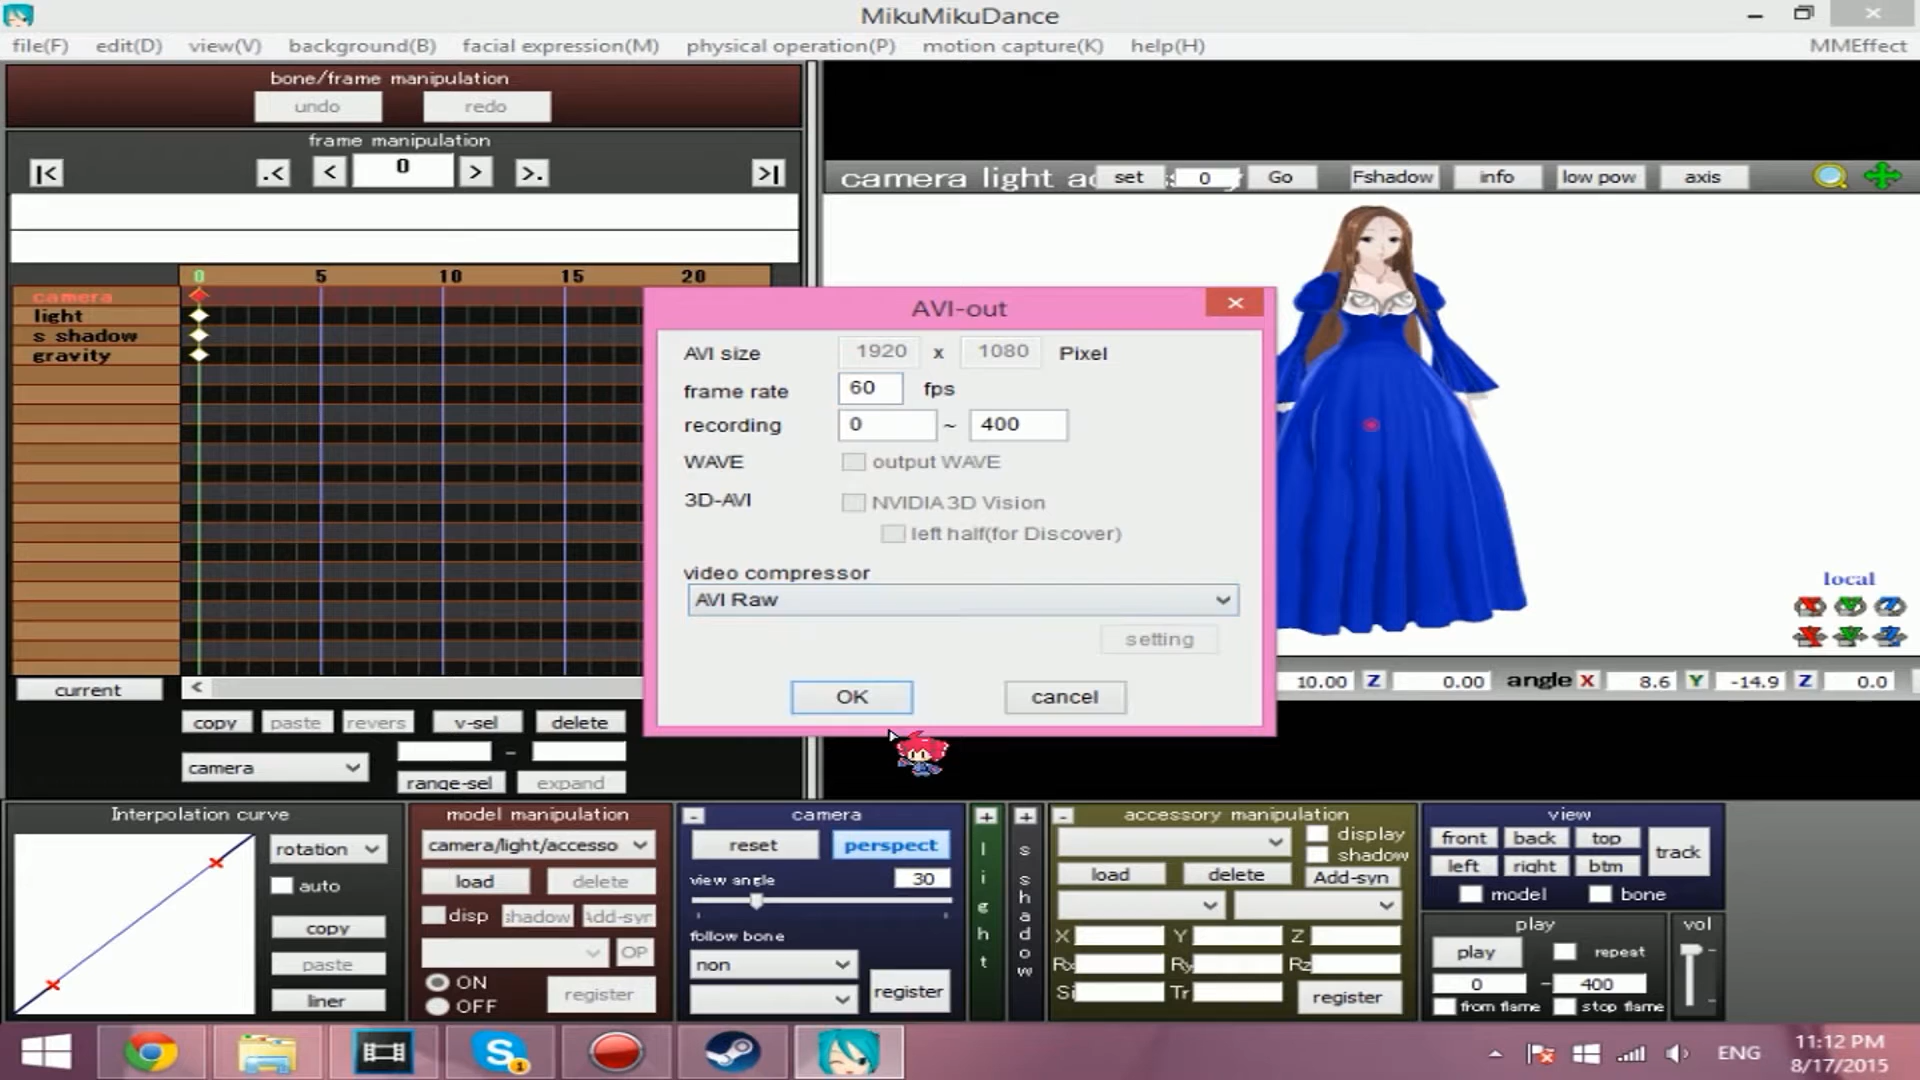 MikuMikuDance
file(F) edit(D) view(V) background(B) facial expression(M) physical operation(P) motion capture(K) help(H) MMEffect
bone/frame manipulation
undo redo
frame manipulation
|< .< < 0 > >. >|
camera light ac set 0 Go Fshadow info low pow axis
0 5 10 15 20
camera
light
s shadow
gravity
AVI-out
AVI size 1920 x 1080 Pixel
frame rate 60 fps
recording 0 ~ 400
WAVE output WAVE
3D-AVI NVIDIA 3D Vision
left half(for Discover)
video compressor
AVI Raw
setting
OK cancel
local
10.00 Z 0.00 angle X 8.6 Y -14.9 Z 0.0
current <
copy paste revers v-sel delete
camera -
range-sel expand
Interpolation curve
rotation
auto
copy
paste
liner
model manipulation
camera/light/accesso
load delete
disp shadow Add-syn
OP
ON
OFF
register
- camera
reset perspect
view angle 30
follow bone
non
register
+ light
+ s shadow
- accessory manipulation
display
shadow
load delete Add-syn
X Y Z
Rx Ry Rz
Si Tr register
view
front back top
left right btm
track
model bone
play
play repeat
0 - 400
from flame stop flame
vol
S 1
ENG
11:12 PM
8/17/2015